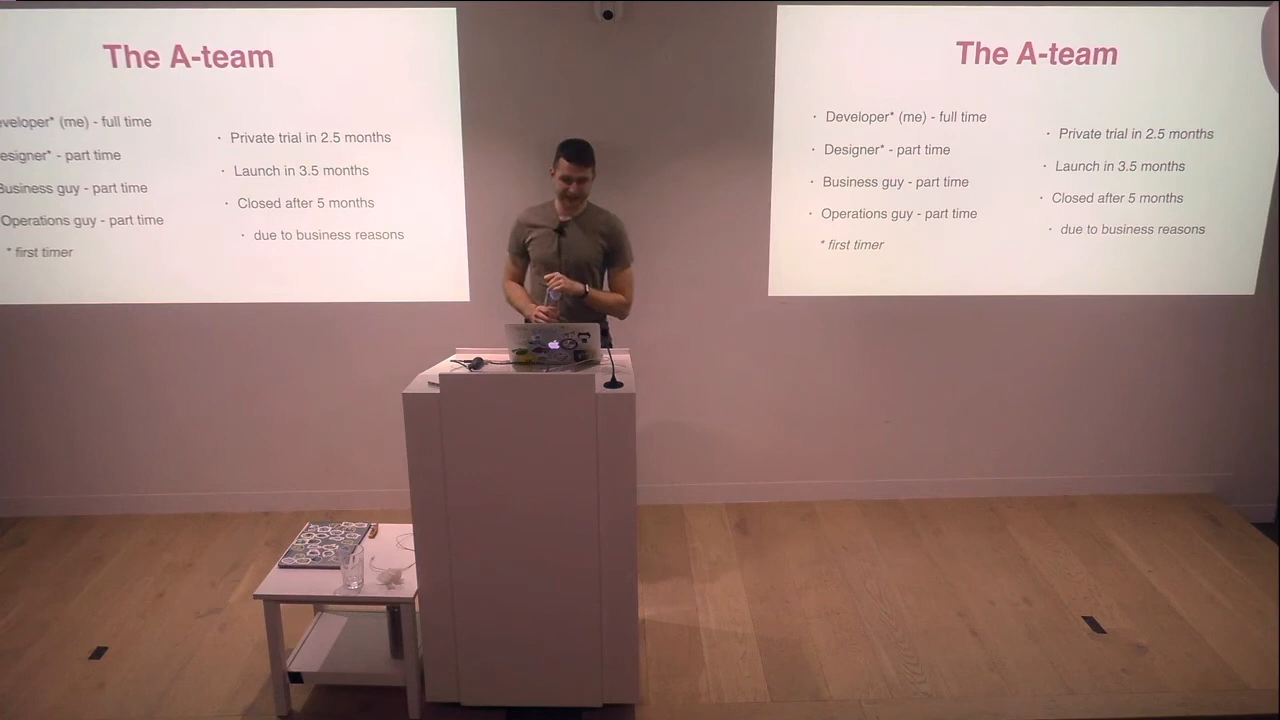 The A-team
(me) - full time
- part time
Business guy - part time
Operations guy - part time
* first timer
· Private trial in 2.5 months
· Launch in 3.5 months
· Closed after 5 months
· due to business reasons
The A-team
· Developer* (me) - full time
· Designer* - part time
· Business guy - part time
· Operations guy - part time
* first timer
· Private trial in 2.5 months
· Launch in 3.5 months
· Closed after 5 months
· due to business reasons